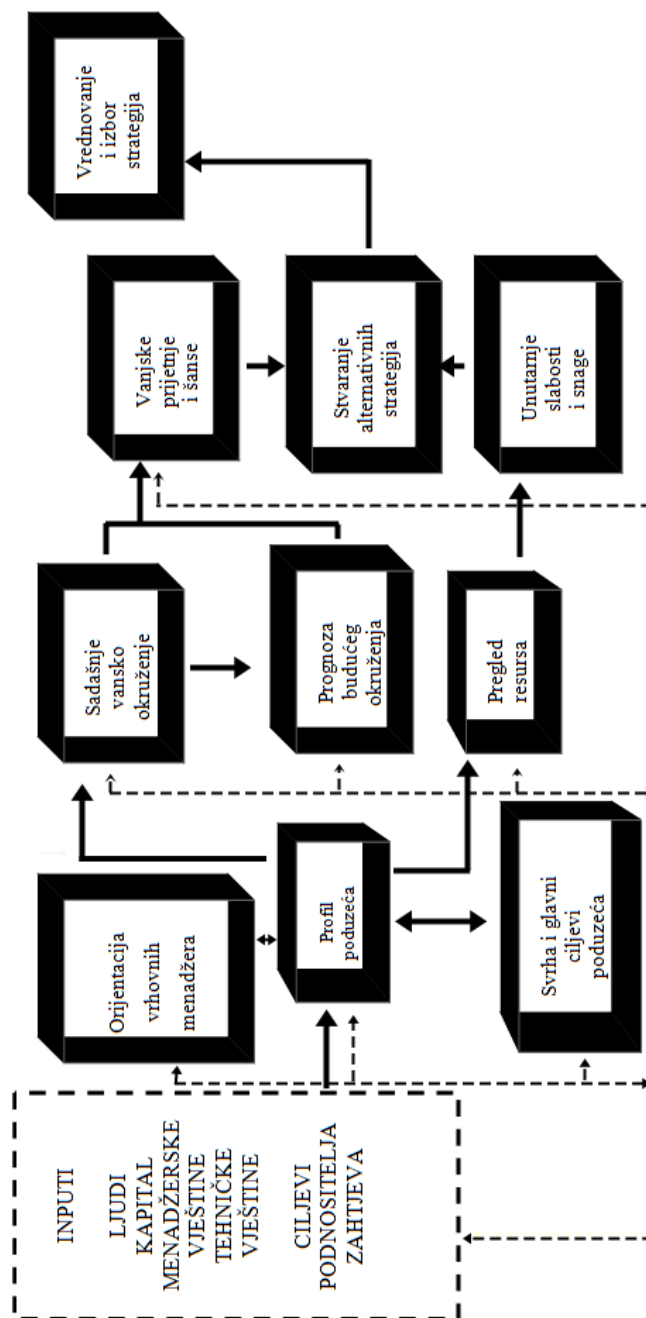 INPUTI
LJUDI
KAPITAL
MENADŽERSKE
VJEŠTINE
TEHNIČKE
VJEŠTINE
CILJEVI
PODNOSITELJA
ZAHTJEVA
Orijentacija
vrhovnih
menadžera
Profil
poduzeća
Svrha i glavni
ciljevi
poduzeća
Sadašnje
vansko
okruženje
Prognoza
budućeg
okruženja
Pregled
resursa
Vanjske
prijetnje
i šanse
Stvaranje
alternativnih
strategija
Unutarnje
slabosti
i snage
Vrednovanje
i izbor
strategija